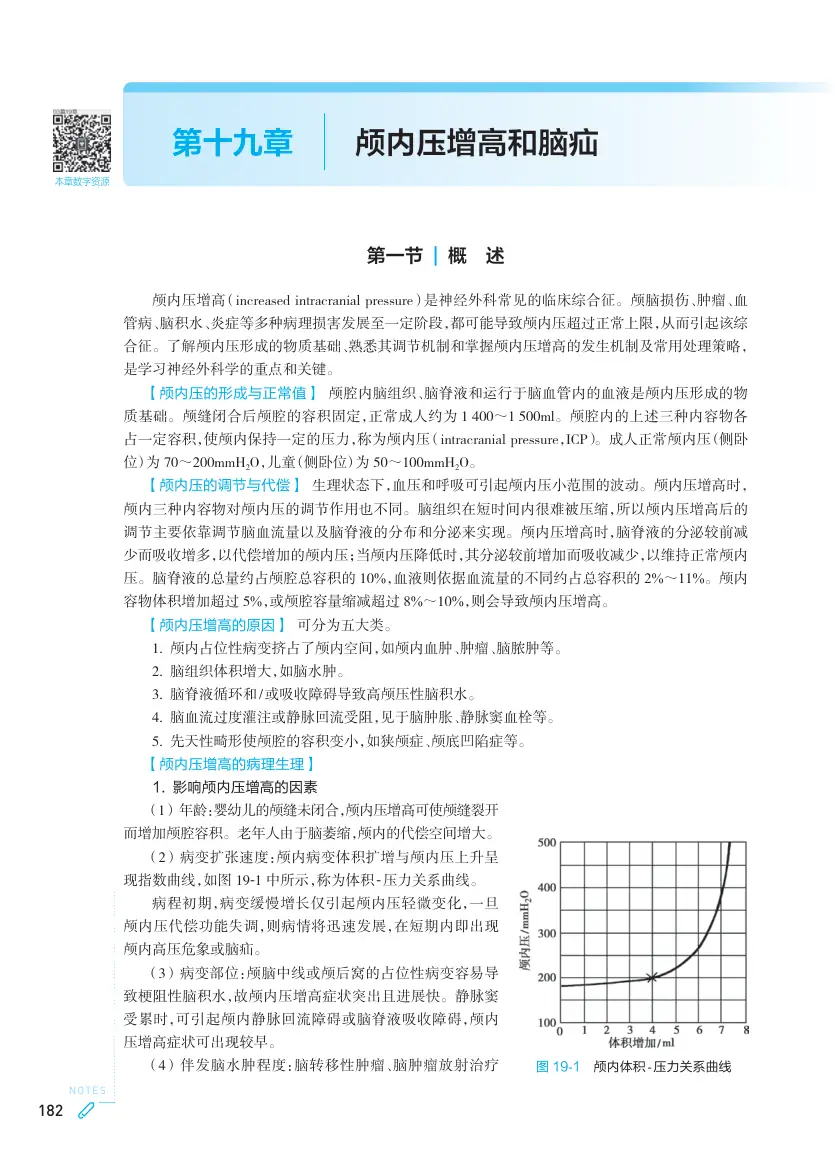 本章数字资源
第十九章
颅内压增高和脑疝
第一节 | 概 述
颅内压增高(increased intracranial pressure)是神经外科常见的临床综合征。颅脑损伤、肿瘤、血
管病、脑积水、炎症等多种病理损害发展至一定阶段,都可能导致颅内压超过正常上限,从而引起该综
合征。了解颅内压形成的物质基础、熟悉其调节机制和掌握颅内压增高的发生机制及常用处理策略,
是学习神经外科学的重点和关键。
【颅内压的形成与正常值】 颅腔内脑组织、脑脊液和运行于脑血管内的血液是颅内压形成的物
质基础。颅缝闭合后颅腔的容积固定,正常成人约为 1 400~1 500ml。颅腔内的上述三种内容物各
占一定容积,使颅内保持一定的压力,称为颅内压(intracranial pressure,ICP)。成人正常颅内压(侧卧
位)为 70~200mmH₂O,儿童(侧卧位)为 50~100mmH₂O。
【颅内压的调节与代偿】 生理状态下,血压和呼吸可引起颅内压小范围的波动。颅内压增高时,
颅内三种内容物对颅内压的调节作用也不同。脑组织在短时间内很难被压缩,所以颅内压增高后的
调节主要依靠调节脑血流量以及脑脊液的分布和分泌来实现。颅内压增高时,脑脊液的分泌较前减
少而吸收增多,以代偿增加的颅内压;当颅内压降低时,其分泌较前增加而吸收减少,以维持正常颅内
压。脑脊液的总量约占颅腔总容积的 10%,血液则依据血流量的不同约占总容积的 2%~11%。颅内
容物体积增加超过 5%,或颅腔容量缩减超过 8%~10%,则会导致颅内压增高。
【颅内压增高的原因】 可分为五大类。
1. 颅内占位性病变挤占了颅内空间,如颅内血肿、肿瘤、脑脓肿等。
2. 脑组织体积增大,如脑水肿。
3. 脑脊液循环和/或吸收障碍导致高颅压性脑积水。
4. 脑血流过度灌注或静脉回流受阻,见于脑肿胀、静脉窦血栓等。
5. 先天性畸形使颅腔的容积变小,如狭颅症、颅底凹陷症等。
【颅内压增高的病理生理】
1. 影响颅内压增高的因素
(1)年龄:婴幼儿的颅缝未闭合,颅内压增高可使颅缝裂开
而增加颅腔容积。老年人由于脑萎缩,颅内的代偿空间增大。
(2)病变扩张速度:颅内病变体积扩增与颅内压上升呈
现指数曲线,如图 19-1 中所示,称为体积-压力关系曲线。
病程初期,病变缓慢增长仅引起颅内压轻微变化,一旦
颅内压代偿功能失调,则病情将迅速发展,在短期内即出现
颅内高压危象或脑疝。
(3)病变部位:颅脑中线或颅后窝的占位性病变容易导
致梗阻性脑积水,故颅内压增高症状突出且进展快。静脉窦
受累时,可引起颅内静脉回流障碍或脑脊液吸收障碍,颅内
压增高症状可出现较早。
(4)伴发脑水肿程度:脑转移性肿瘤、脑肿瘤放射治疗
500
400
300
200
100
颅内压/mmH₂O
0 1 2 3 4 5 6 7 8
体积增加/ml
图 19-1 颅内体积-压力关系曲线
NOTES
182